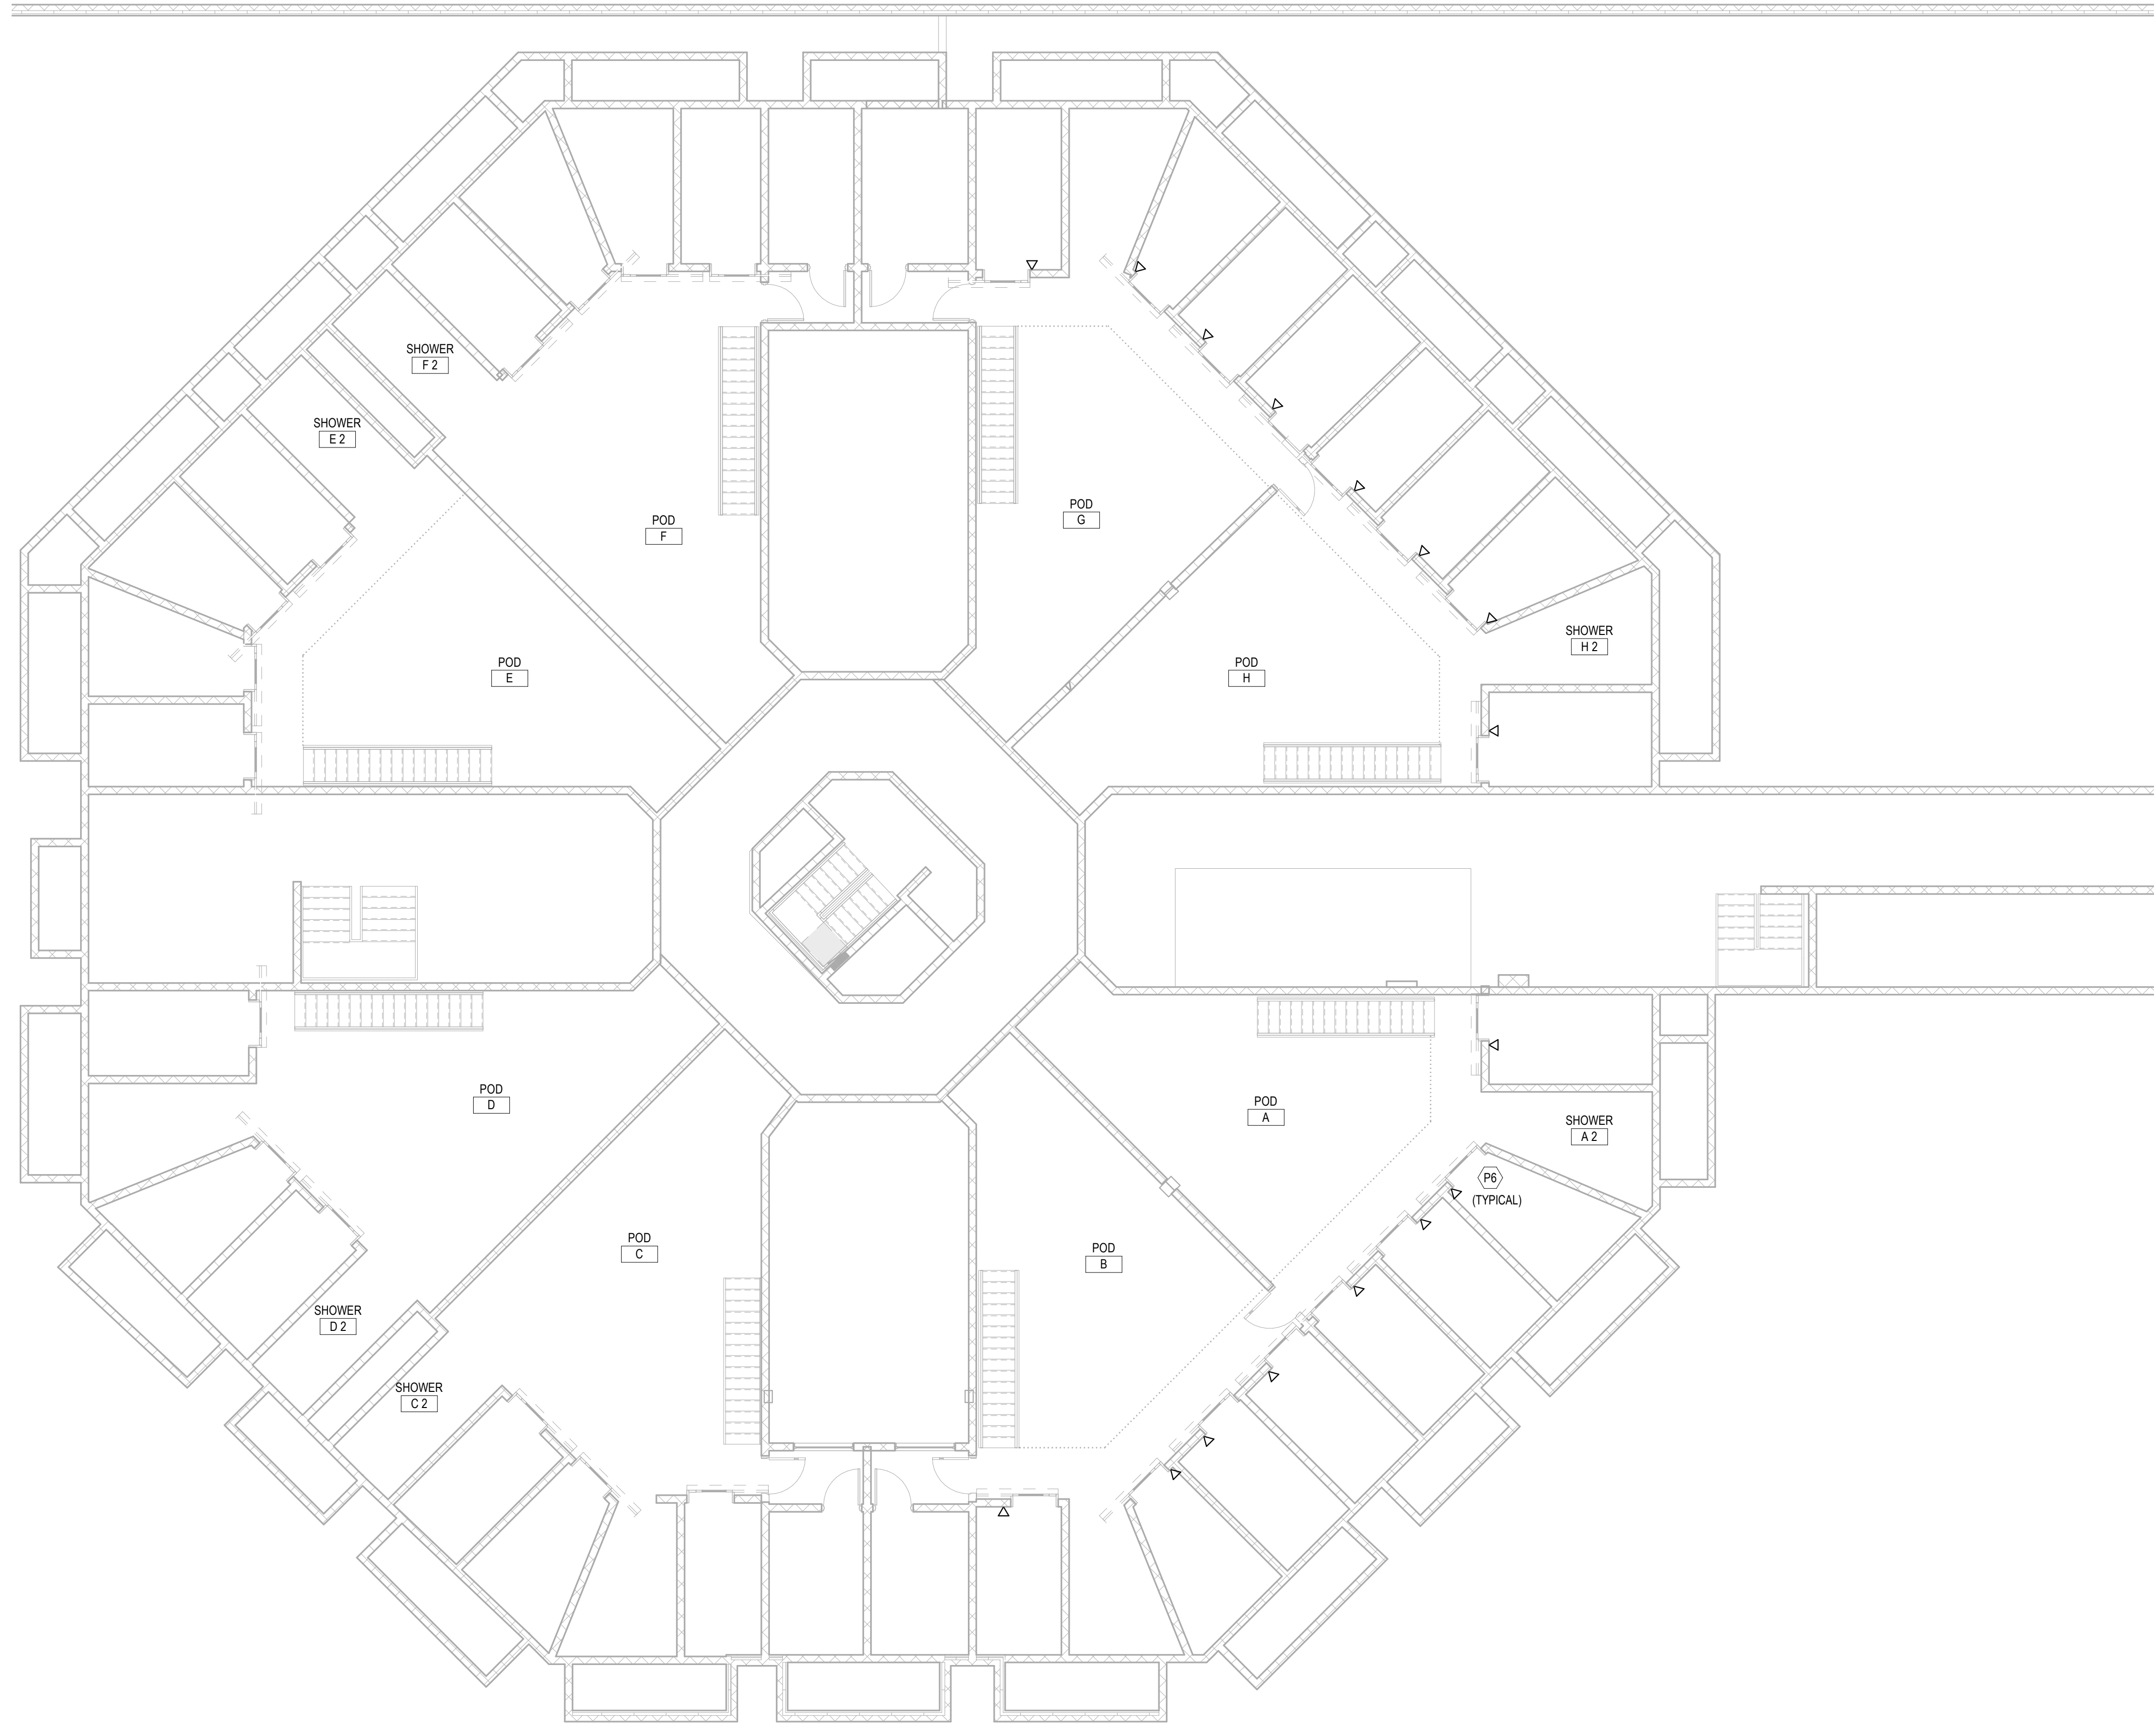 SHOWER
F 2
SHOWER
E 2
POD
F
POD
G
POD
E
POD
H
SHOWER
H 2
POD
D
POD
A
SHOWER
A 2
P6
(TYPICAL)
POD
C
POD
B
SHOWER
D 2
SHOWER
C 2